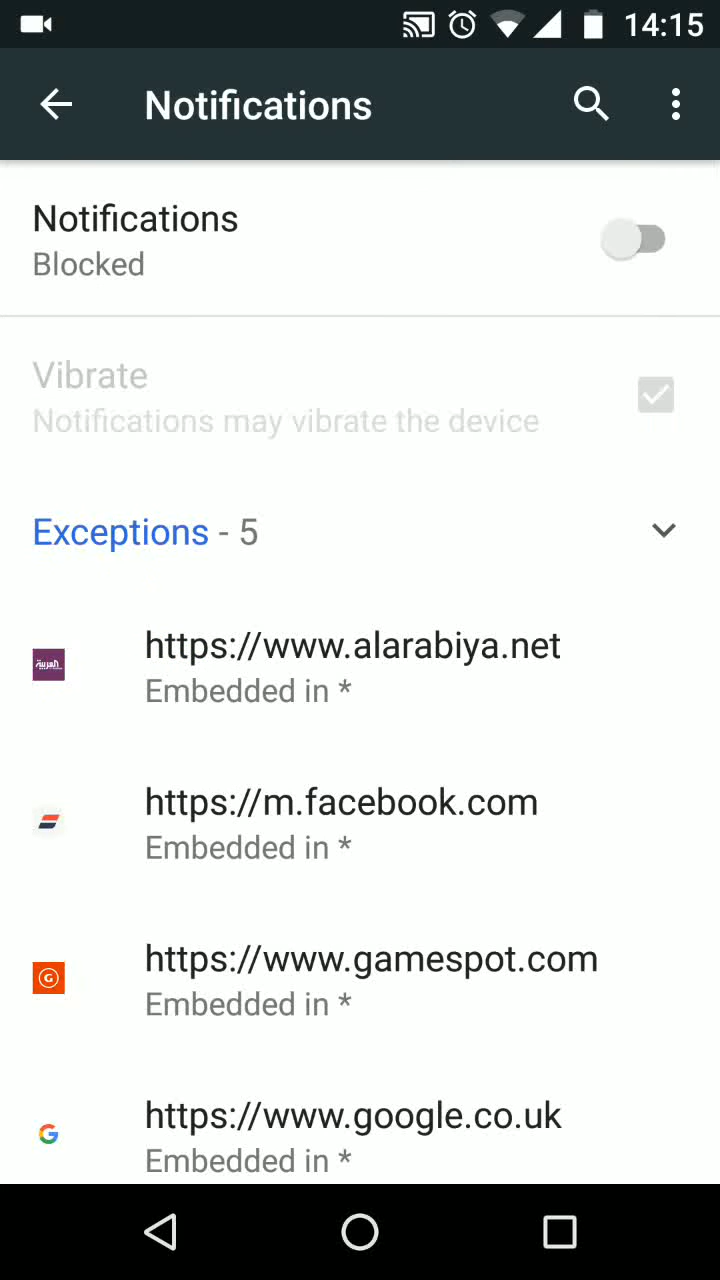 14:15
Notifications
Notifications
Blocked
Vibrate
Notifications may vibrate the device
Exceptions - 5
https://www.alarabiya.net
Embedded in *
العربية
https://m.facebook.com
Embedded in *
https://www.gamespot.com
Embedded in *
G
https://www.google.co.uk
Embedded in *
G